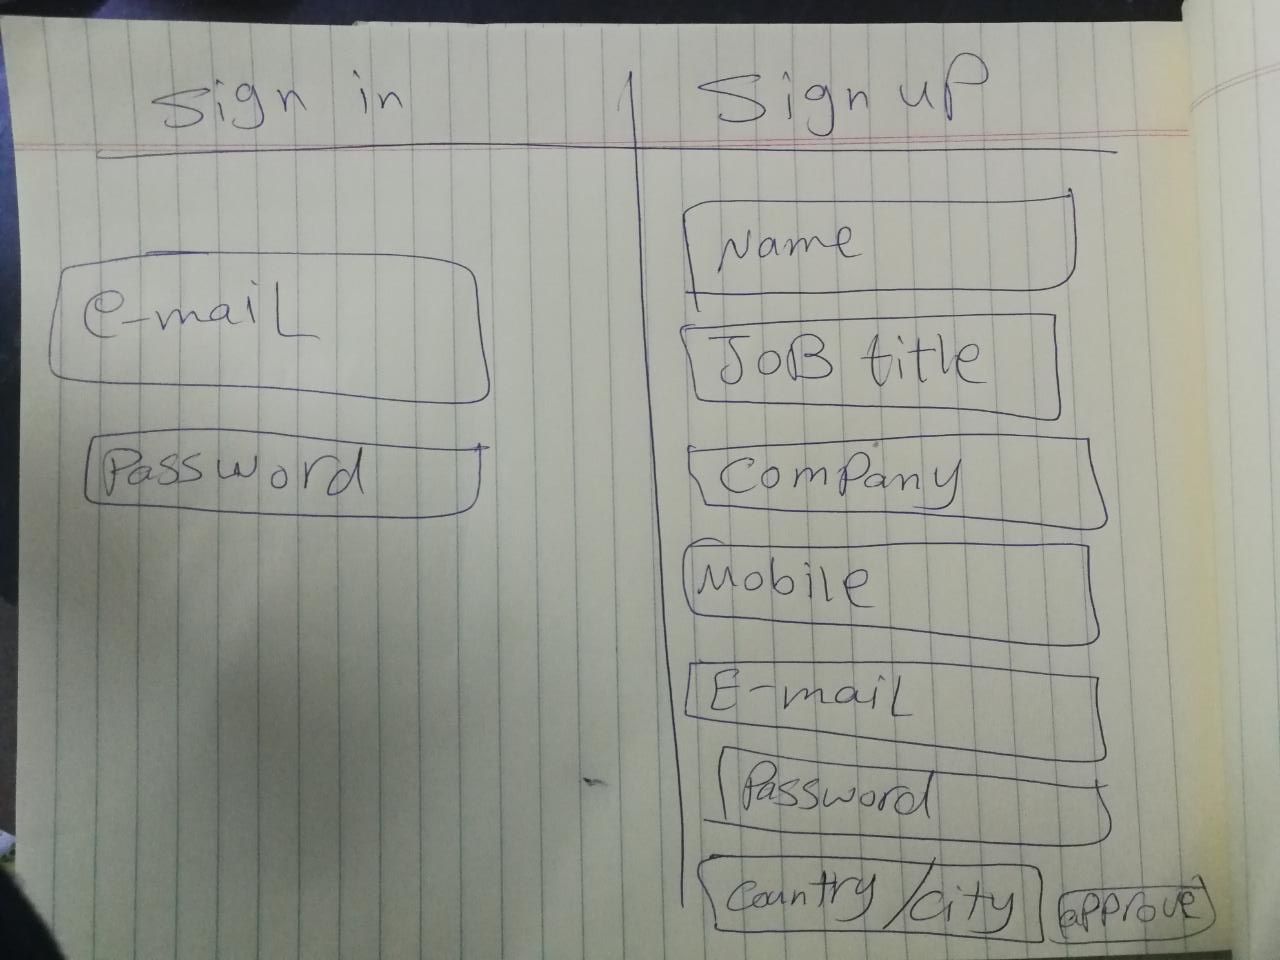 Sign in
e-mail
Password
Sign up
Name
JOB title
Company
Mobile
E-mail
Password
Country/city
approve